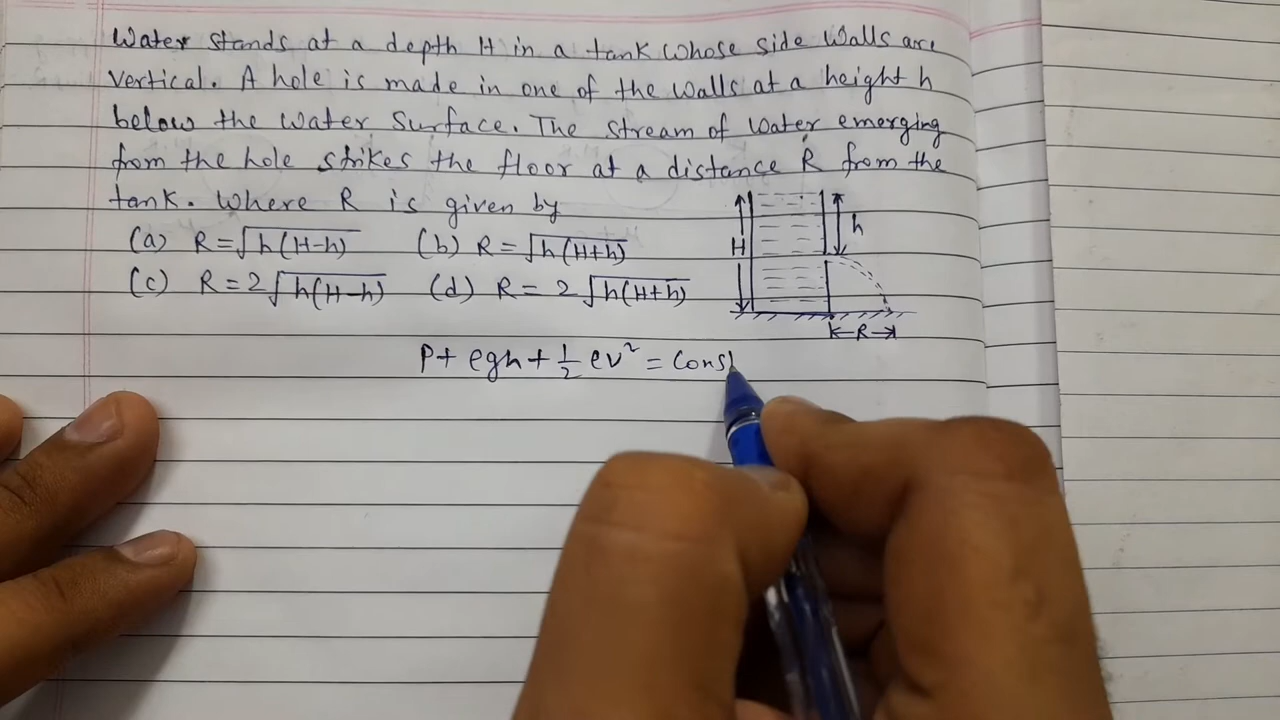 Water stands at a depth H in a tank whose side walls are
vertical. A hole is made in one of the walls at a height h
below the water surface. The stream of water emerging
from the hole strikes the floor at a distance R from the
tank. Where R is given by
(a) R=√h(H-h) (b) R=√h(H+h)
(c) R=2√h(H-h) (d) R=2√h(H+h)
H
h
R
P+ ρgh + 1/2 ρv² = Const